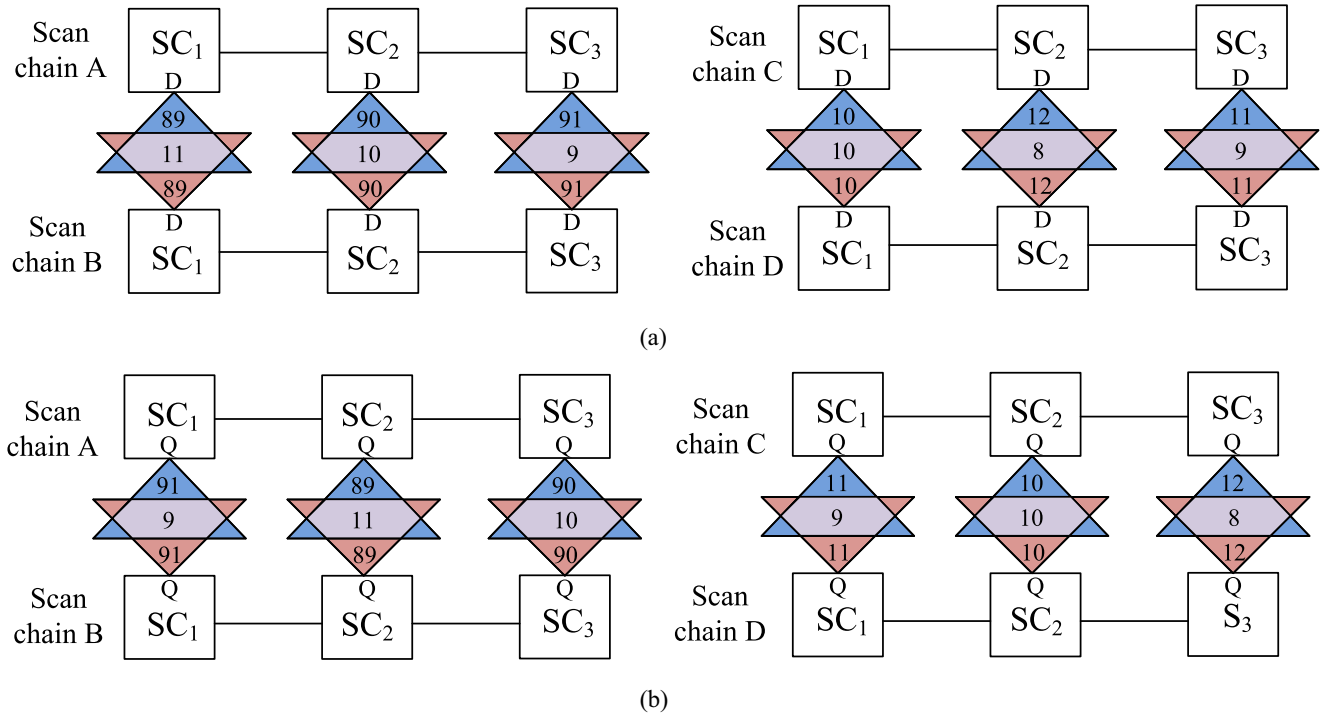 Scan
chain A
SC1 SC2 SC3
D D D
89 90 91
11 10 9
89 90 91
D D D
Scan
chain B
SC1 SC2 SC3
Scan
chain C
SC1 SC2 SC3
D D D
10 12 11
10 8 9
10 12 11
D D D
Scan
chain D
SC1 SC2 SC3
(a)
Scan
chain A
SC1 SC2 SC3
Q Q Q
91 89 90
9 11 10
91 89 90
Q Q Q
Scan
chain B
SC1 SC2 SC3
Scan
chain C
SC1 SC2 SC3
Q Q Q
11 10 12
9 10 8
11 10 12
Q Q Q
Scan
chain D
SC1 SC2 S3
(b)